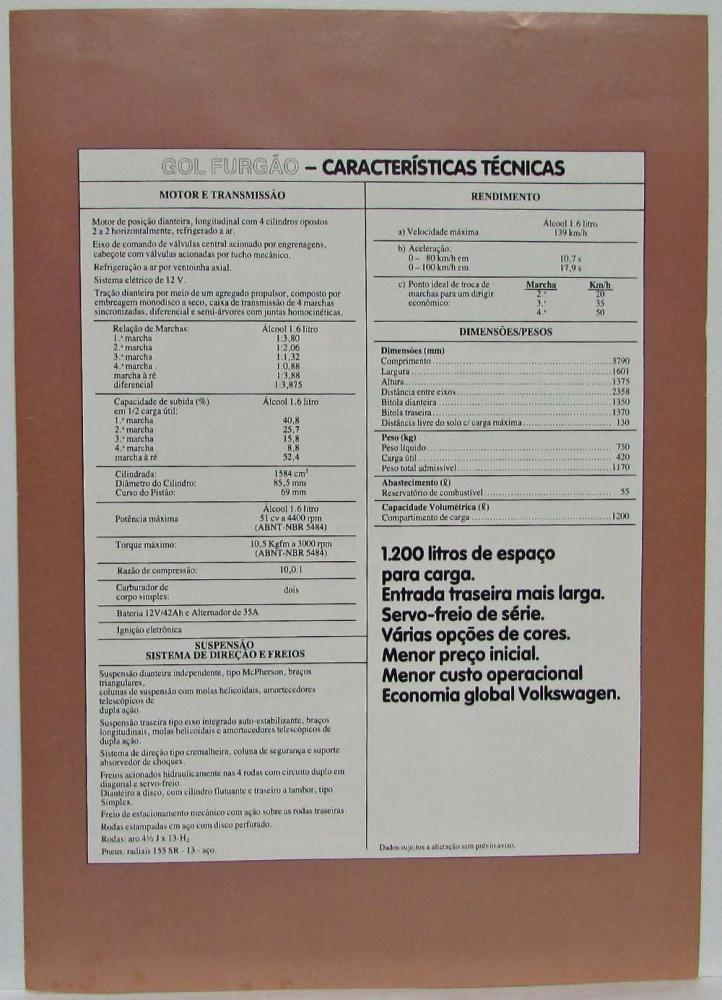 GOL FURGÃO – CARACTERÍSTICAS TÉCNICAS
MOTOR E TRANSMISSÃO
Motor de posição dianteira, longitudinal com 4 cilindros opostos
2 a 2 horizontalmente, refrigerado a ar.
Eixo de comando de válvulas central acionado por engrenagens,
cabeçote com válvulas acionadas por tucho mecânico.
Refrigeração a ar por ventoinha axial.
Sistema elétrico de 12 V.
Tração dianteira por meio de um agregado propulsor, composto por
embreagem monodisco a seco, caixa de transmissão de 4 marchas
sincronizadas, diferencial e semi-árvores com juntas homocinéticas.
Relação de Marchas: Álcool 1.6 litro
1.ª marcha 1:3,80
2.ª marcha 1:2,06
3.ª marcha 1:1,32
4.ª marcha 1:0,88
marcha à ré 1:3,88
diferencial 1:3,875
Capacidade de subida (%) Álcool 1.6 litro
em 1/2 carga útil:
1.ª marcha 40,8
2.ª marcha 25,7
3.ª marcha 15,8
4.ª marcha 8,8
marcha à ré 52,4
Cilindrada: 1584 cm³
Diâmetro do Cilindro: 85,5 mm
Curso do Pistão: 69 mm
Álcool 1.6 litro
Potência máxima 51 cv a 4400 rpm
(ABNT-NBR 5484)
Torque máximo: 10,5 Kgfm a 3000 rpm
(ABNT-NBR 5484)
Razão de compressão: 10,0:1
Carburador de
corpo simples: dois
Bateria 12V/42Ah e Alternador de 35A
Ignição eletrônica
SUSPENSÃO
SISTEMA DE DIREÇÃO E FREIOS
Suspensão dianteira independente, tipo McPherson, braços
triangulares,
colunas de suspensão com molas helicoidais, amortecedores
telescópicos de
dupla ação.
Suspensão traseira tipo eixo integrado auto-estabilizante, braços
longitudinais, molas helicoidais e amortecedores telescópicos de
dupla ação.
Sistema de direção tipo cremalheira, coluna de segurança e suporte
absorvedor de choques.
Freios acionados hidraulicamente nas 4 rodas com circuito duplo em
diagonal e servo-freio.
Dianteiro a disco, com cilindro flutuante e traseiro a tambor, tipo
Simplex.
Freio de estacionamento mecânico com ação sobre as rodas traseiras.
Rodas estampadas em aço com disco perfurado.
Rodas: aro 4½ J x 13-H₂
Pneus: radiais 155 SR - 13 - aço.
RENDIMENTO
Álcool 1.6 litro
a) Velocidade máxima 139 km/h
b) Aceleração:
0 – 80 km/h em 10,7 s
0 – 100 km/h em 17,9 s
c) Ponto ideal de troca de Marcha Km/h
marchas para um dirigir 2.ª 20
econômico: 3.ª 35
4.ª 50
DIMENSÕES/PESOS
Dimensões (mm)
Comprimento 3790
Largura 1601
Altura 1375
Distância entre eixos 2358
Bitola dianteira 1350
Bitola traseira 1370
Distância livre do solo c/ carga máxima 130
Peso (kg)
Peso líquido 750
Carga útil 420
Peso total admissível 1170
Abastecimento (ℓ)
Reservatório de combustível 55
Capacidade Volumétrica (ℓ)
Compartimento de carga 1200
1.200 litros de espaço
para carga.
Entrada traseira mais larga.
Servo-freio de série.
Várias opções de cores.
Menor preço inicial.
Menor custo operacional
Economia global Volkswagen.
Dados sujeitos a alteração sem prévio aviso.